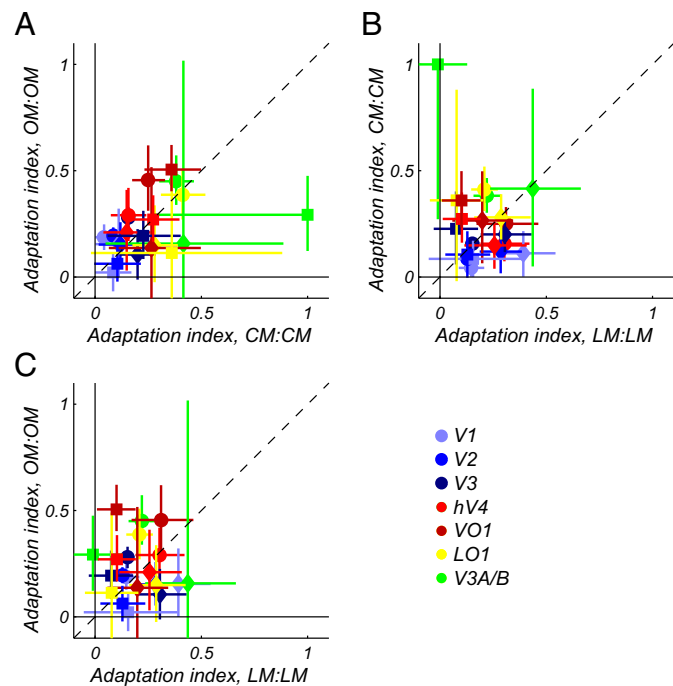 A
Adaptation index, OM:OM
1
0.5
0
0
0.5
1
Adaptation index, CM:CM
B
Adaptation index, CM:CM
1
0.5
0
0
0.5
1
Adaptation index, LM:LM
C
Adaptation index, OM:OM
1
0.5
0
0
0.5
1
Adaptation index, LM:LM
V1
V2
V3
hV4
VO1
LO1
V3A/B